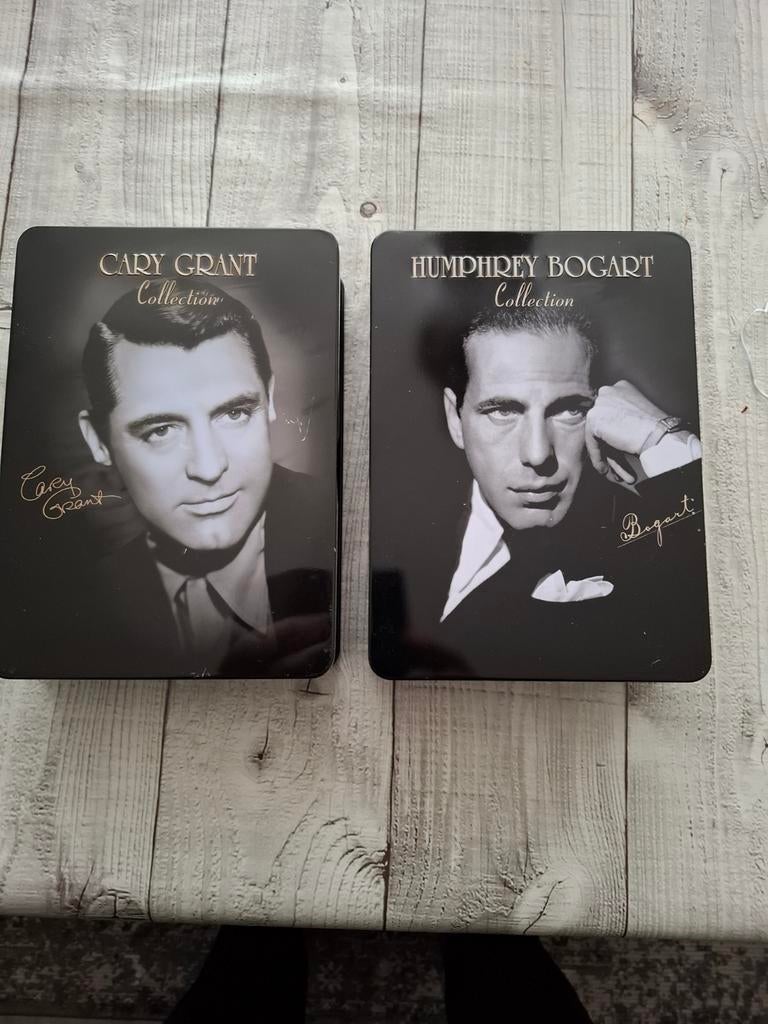 CARY GRANT
Collection
Cary
Grant
HUMPHREY BOGART
Collection
Bogart